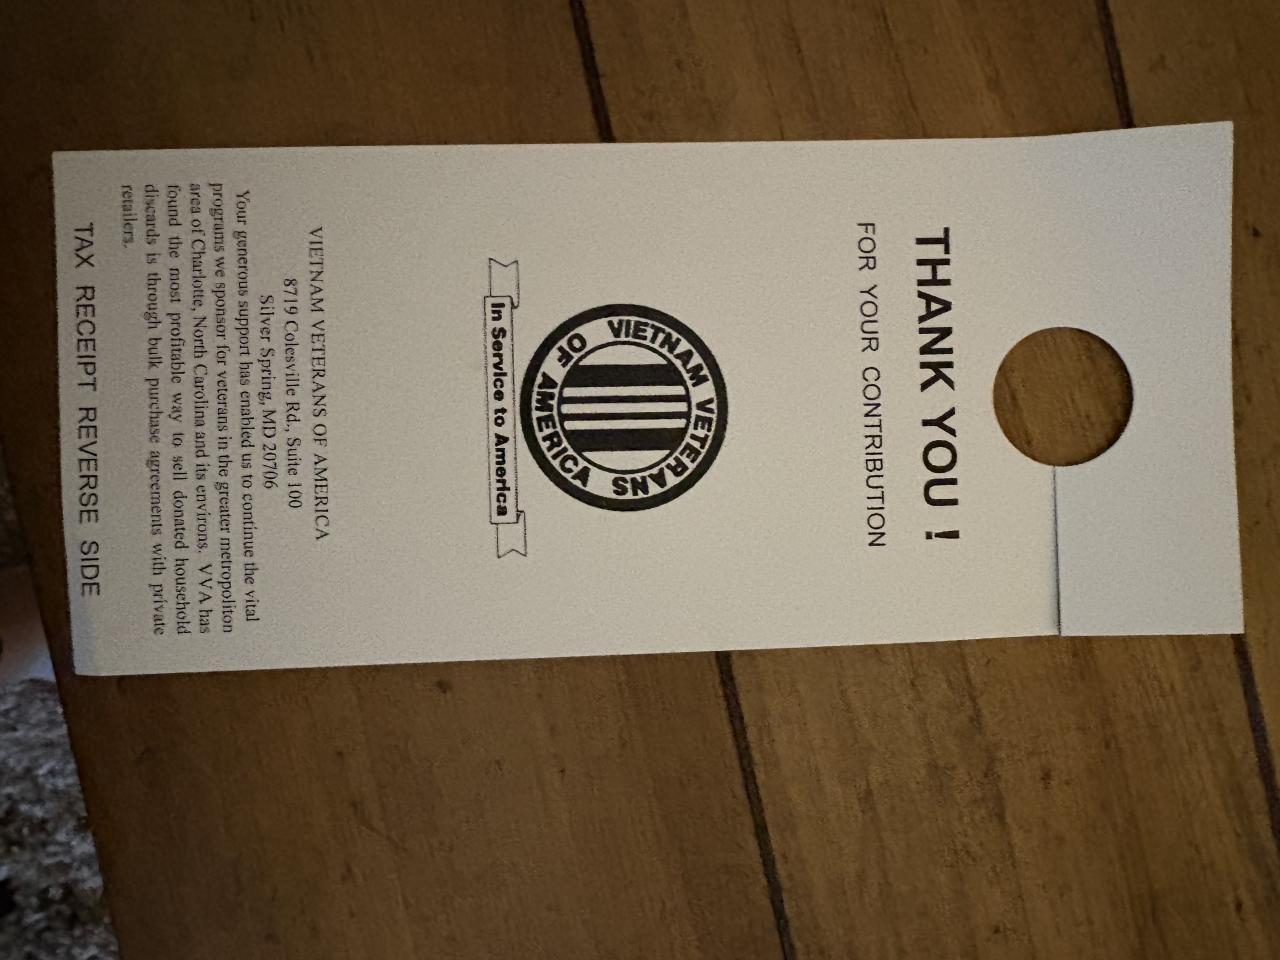 THANK YOU !
FOR YOUR CONTRIBUTION
VIETNAM VETERANS
OF AMERICA
In Service to America
VIETNAM VETERANS OF AMERICA
8719 Colesville Rd., Suite 100
Silver Spring, MD 20706
Your generous support has enabled us to continue the vital
programs we sponsor for veterans in the greater metropoliton
area of Charlotte, North Carolina and its environs. VVA has
found the most profitable way to sell donated household
discards is through bulk purchase agreements with private
retailers.
TAX RECEIPT REVERSE SIDE